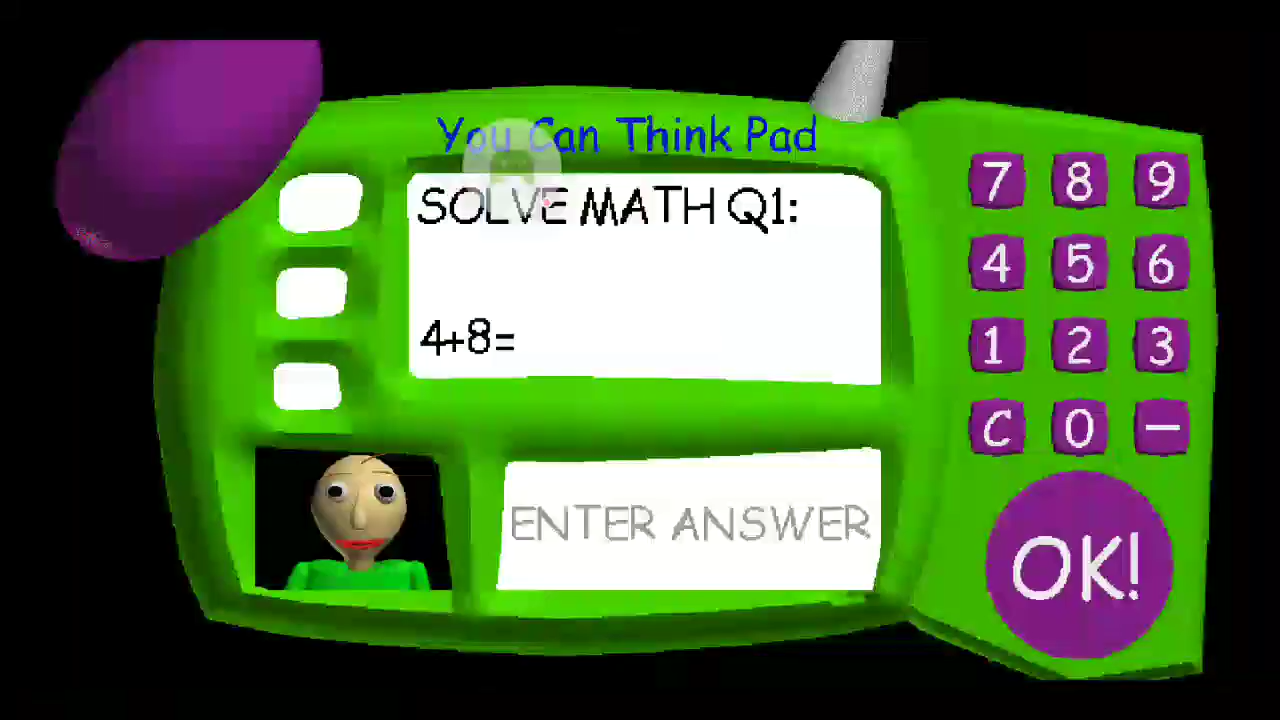 You Can Think Pad
SOLVE MATH Q1:
4+8=
ENTER ANSWER
7 8 9
4 5 6
1 2 3
C 0 –
OK!